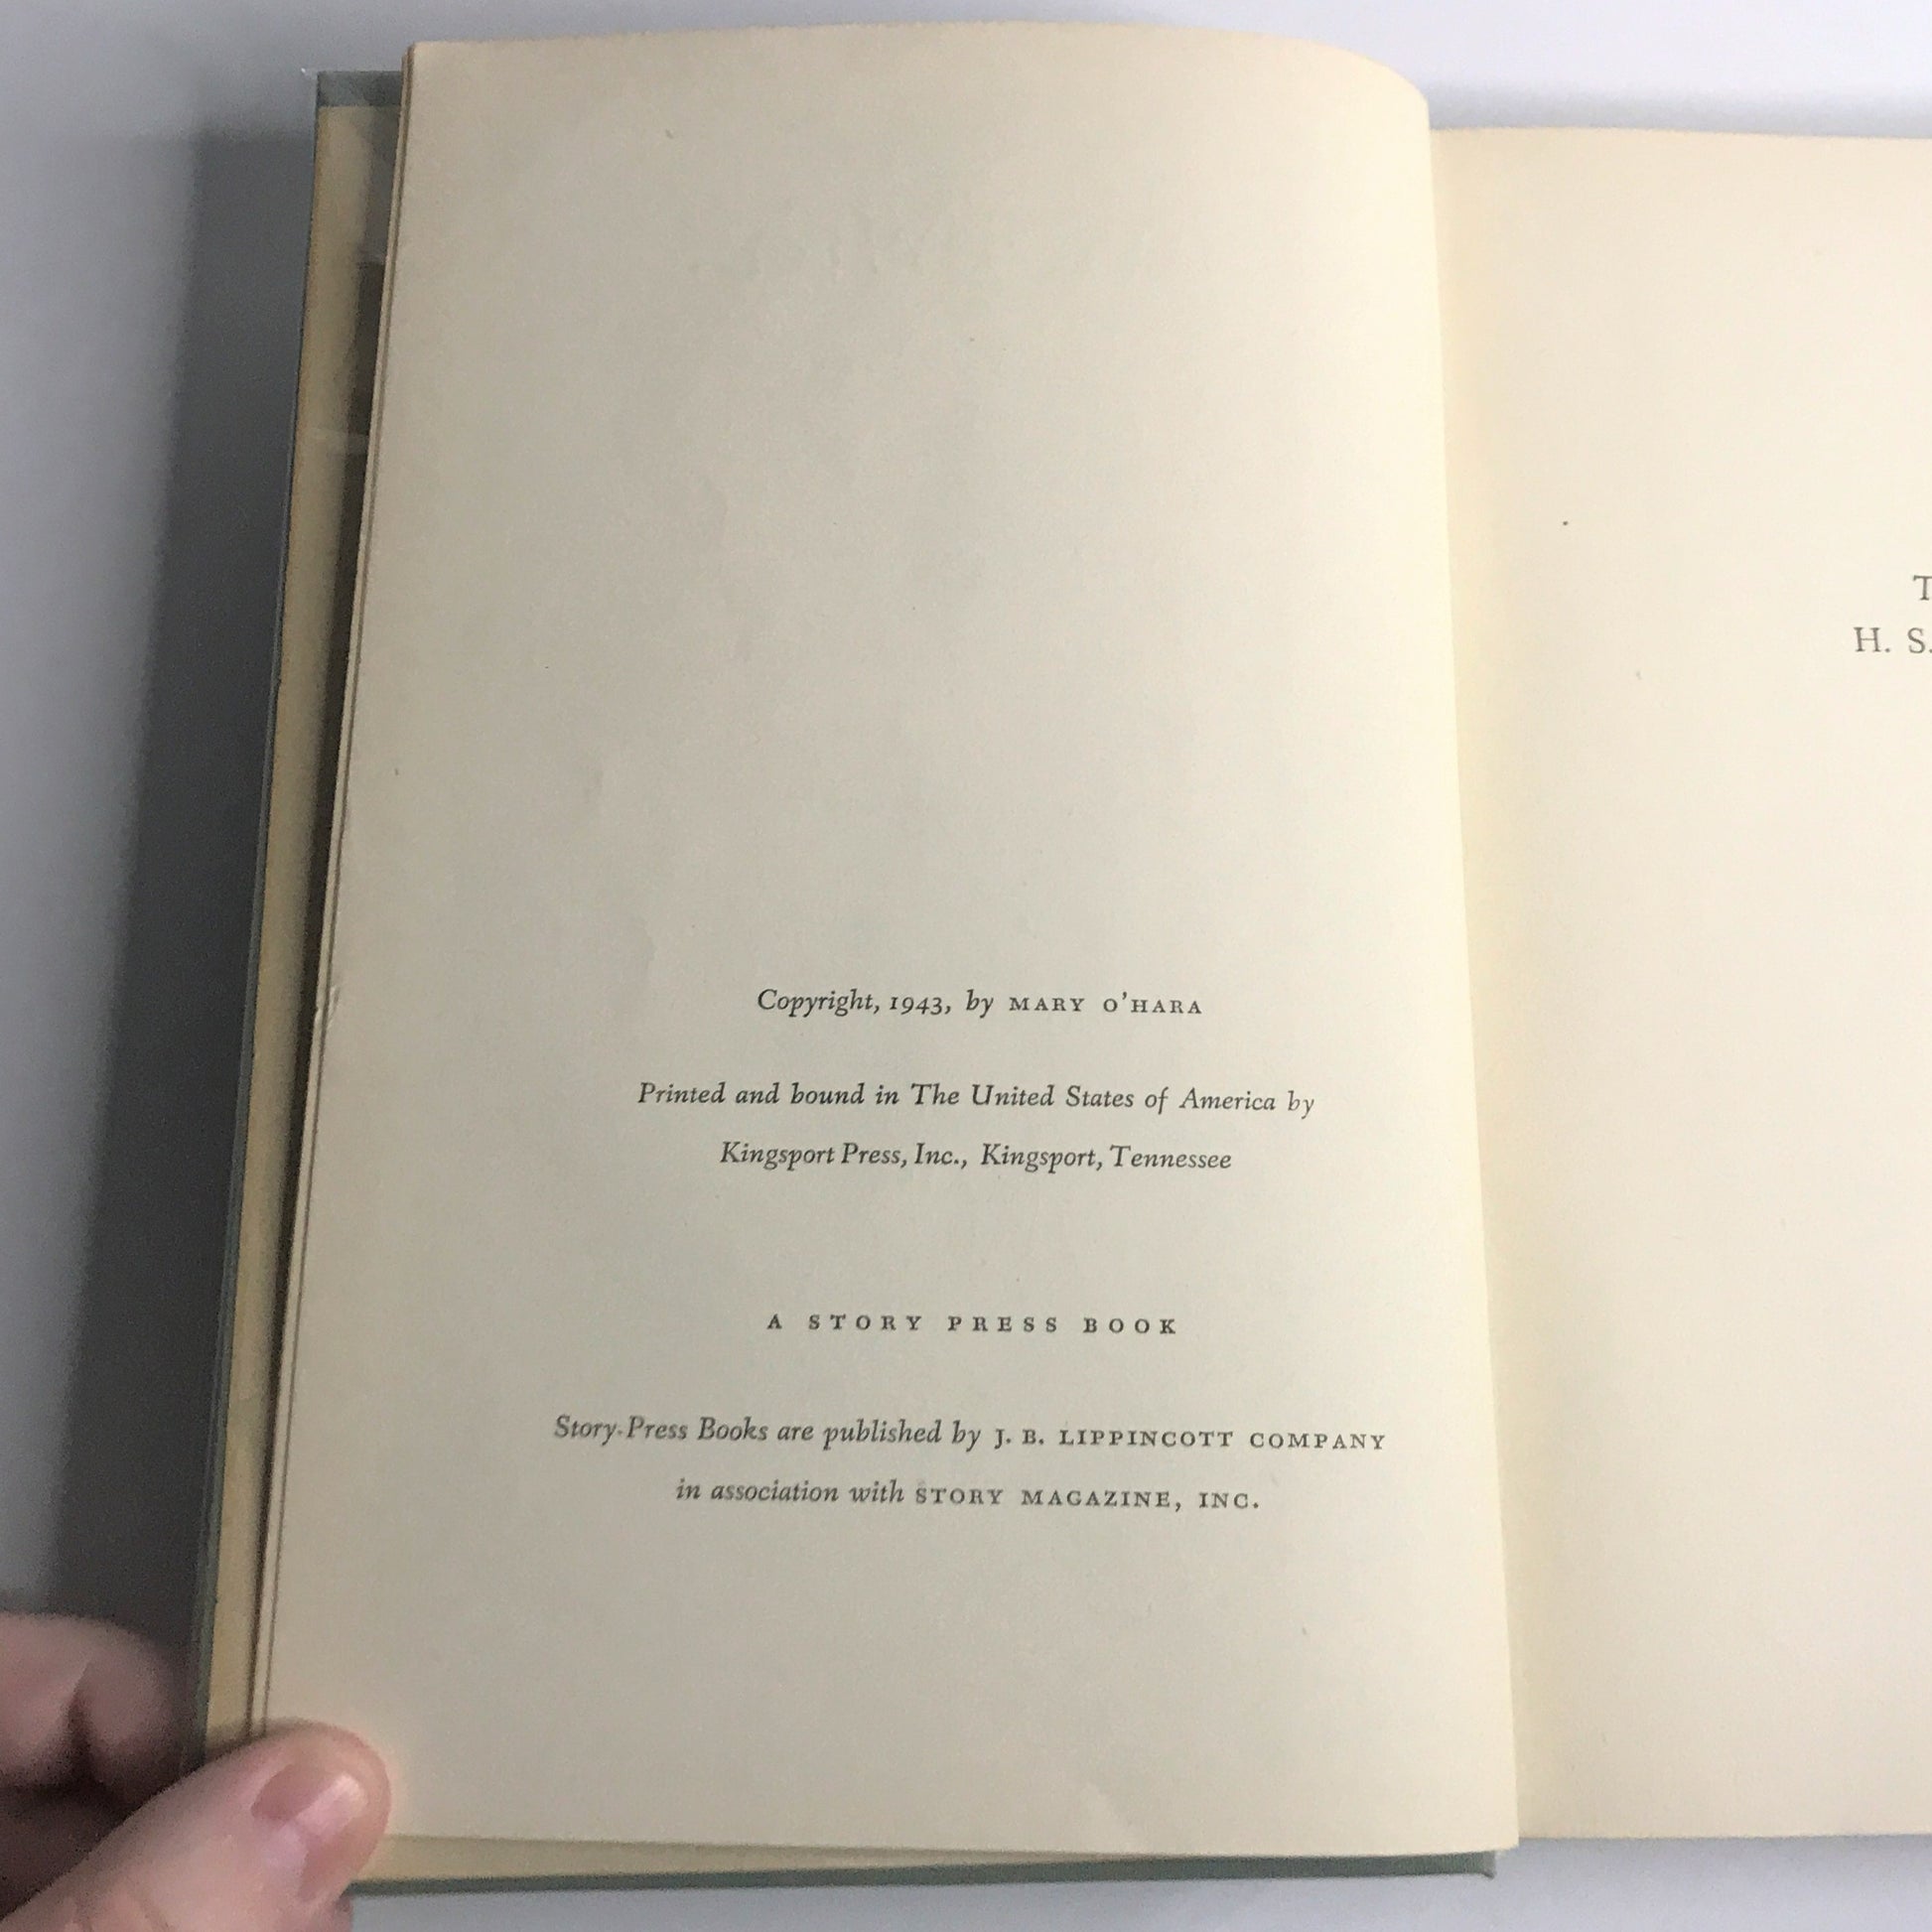 Copyright, 1943, by MARY O'HARA
Printed and bound in The United States of America by
Kingsport Press, Inc., Kingsport, Tennessee
A STORY PRESS BOOK
Story Press Books are published by J. B. LIPPINCOTT COMPANY
in association with STORY MAGAZINE, INC.
T
H. S.